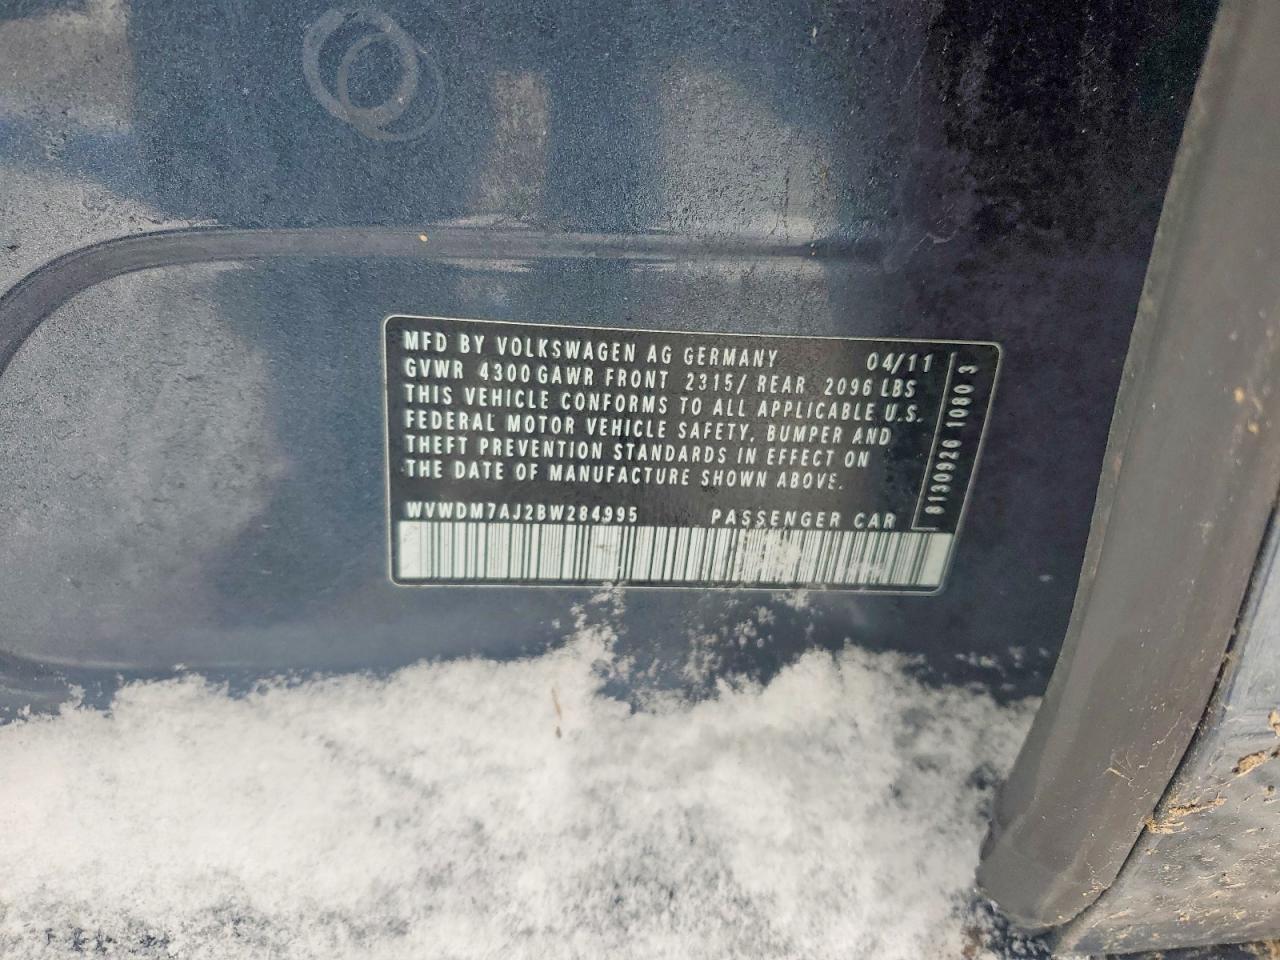 MFD BY VOLKSWAGEN AG GERMANY 04/11
GVWR 4300 GAWR FRONT 2315/ REAR 2096 LBS
THIS VEHICLE CONFORMS TO ALL APPLICABLE U.S.
FEDERAL MOTOR VEHICLE SAFETY, BUMPER AND
THEFT PREVENTION STANDARDS IN EFFECT ON
THE DATE OF MANUFACTURE SHOWN ABOVE.
WVWDM7AJ2BW284995 PASSENGER CAR
8130926 1080 3